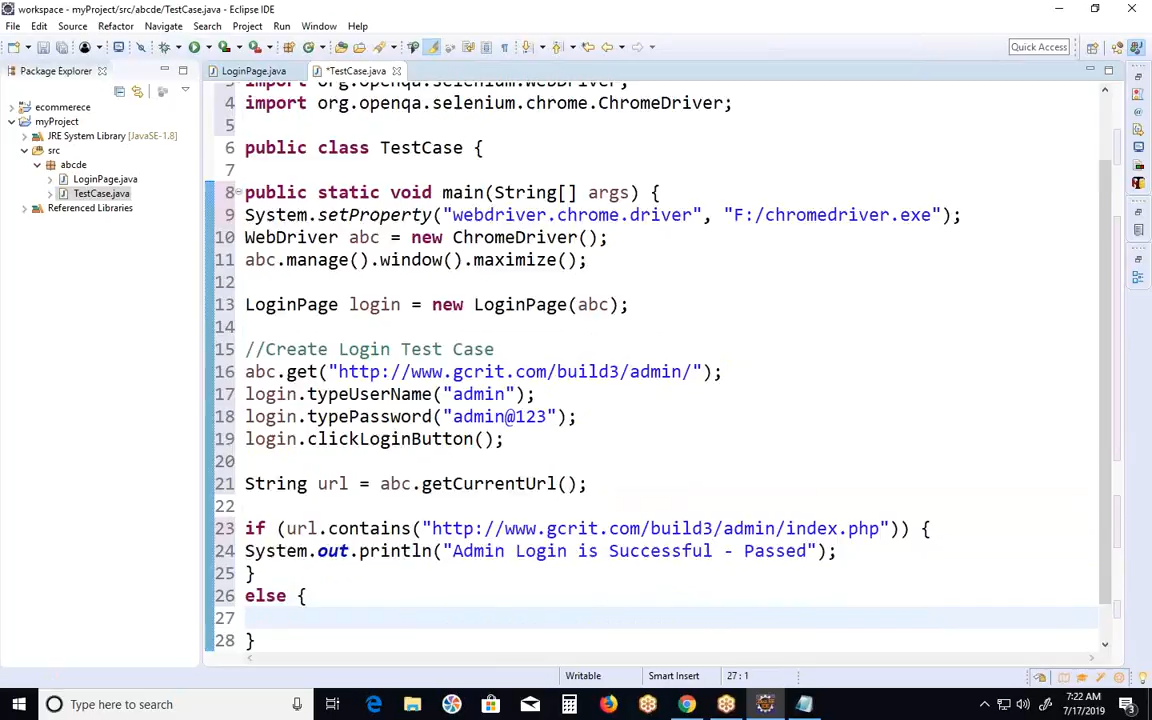 workspace - myProject/src/abcde/TestCase.java - Eclipse IDE
File Edit Source Refactor Navigate Search Project Run Window Help
Quick Access
Package Explorer
LoginPage.java
*TestCase.java
ecommerece
myProject
JRE System Library [JavaSE-1.8]
src
abcde
LoginPage.java
TestCase.java
Referenced Libraries
3 import org.openqa.selenium.WebDriver;
4 import org.openqa.selenium.chrome.ChromeDriver;
5
6 public class TestCase {
7
8 public static void main(String[] args) {
9 System.setProperty("webdriver.chrome.driver", "F:/chromedriver.exe");
10 WebDriver abc = new ChromeDriver();
11 abc.manage().window().maximize();
12
13 LoginPage login = new LoginPage(abc);
14
15 //Create Login Test Case
16 abc.get("http://www.gcrit.com/build3/admin/");
17 login.typeUserName("admin");
18 login.typePassword("admin@123");
19 login.clickLoginButton();
20
21 String url = abc.getCurrentUrl();
22
23 if (url.contains("http://www.gcrit.com/build3/admin/index.php")) {
24 System.out.println("Admin Login is Successful - Passed");
25 }
26 else {
27
28 }
Writable Smart Insert 27 : 1
Type here to search
7:22 AM
7/17/2019
3